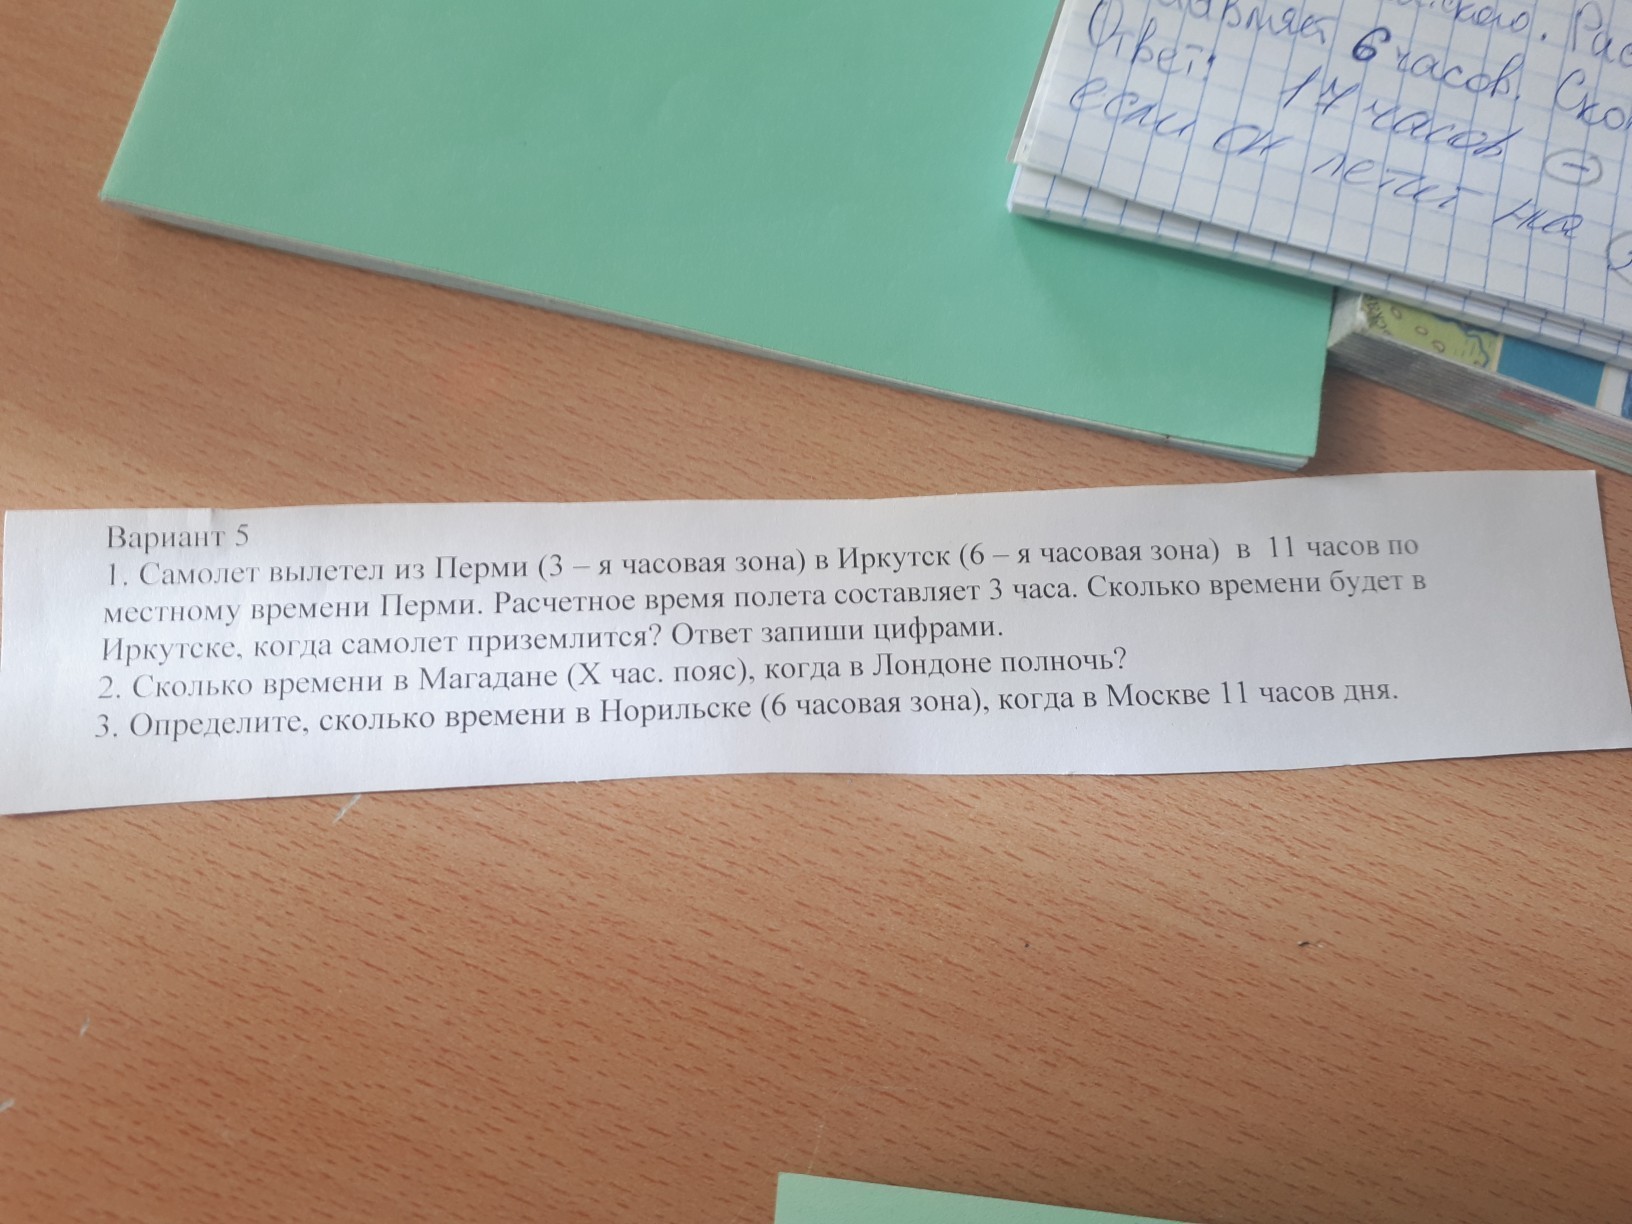 6 часов. Ско
Ответ: 17 часов
если он летит на
Вариант 5
1. Самолет вылетел из Перми (3 – я часовая зона) в Иркутск (6 – я часовая зона) в 11 часов по
местному времени Перми. Расчетное время полета составляет 3 часа. Сколько времени будет в
Иркутске, когда самолет приземлится? Ответ запиши цифрами.
2. Сколько времени в Магадане (X час. пояс), когда в Лондоне полночь?
3. Определите, сколько времени в Норильске (6 часовая зона), когда в Москве 11 часов дня.